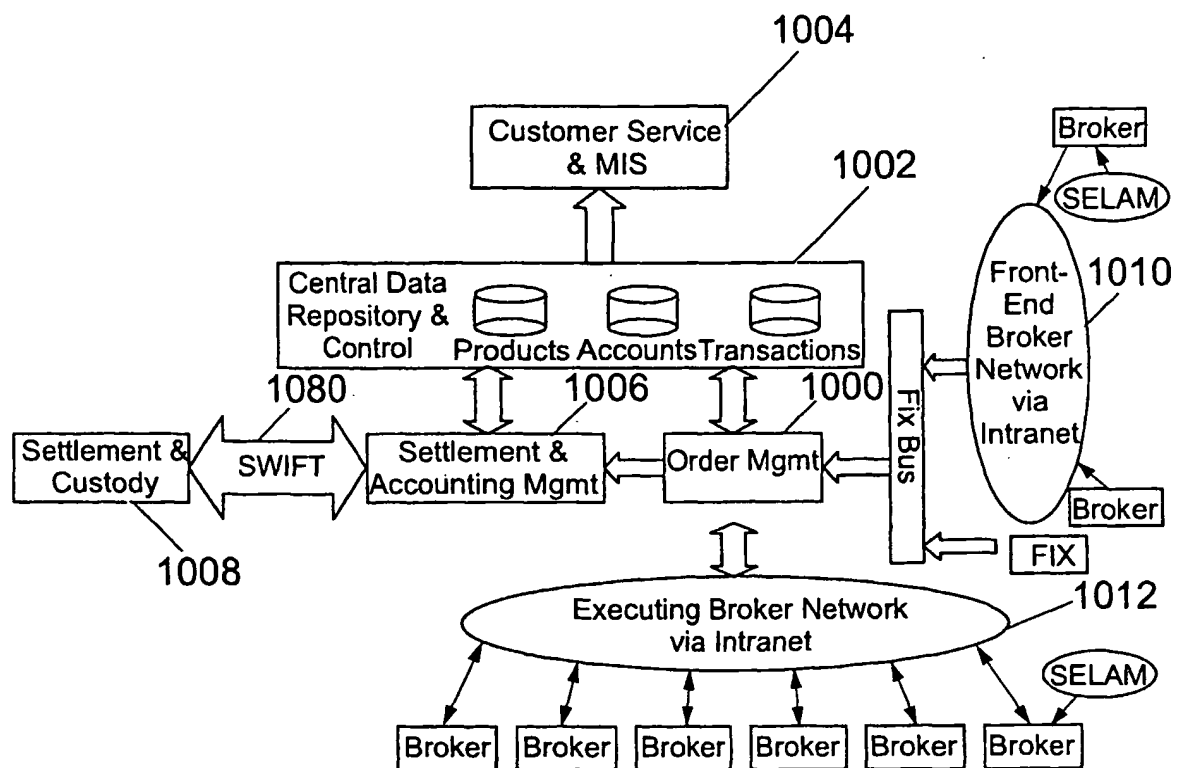 1004
Customer Service
& MIS
Broker
1002
SELAM
Central Data
Repository &
Control
Products Accounts Transactions
Front-
End
Broker
Network
via
Intranet
1010
1080
1006
1000
Fix Bus
Settlement &
Custody
SWIFT
Settlement &
Accounting Mgmt
Order Mgmt
Broker
1008
FIX
1012
Executing Broker Network
via Intranet
SELAM
Broker
Broker
Broker
Broker
Broker
Broker